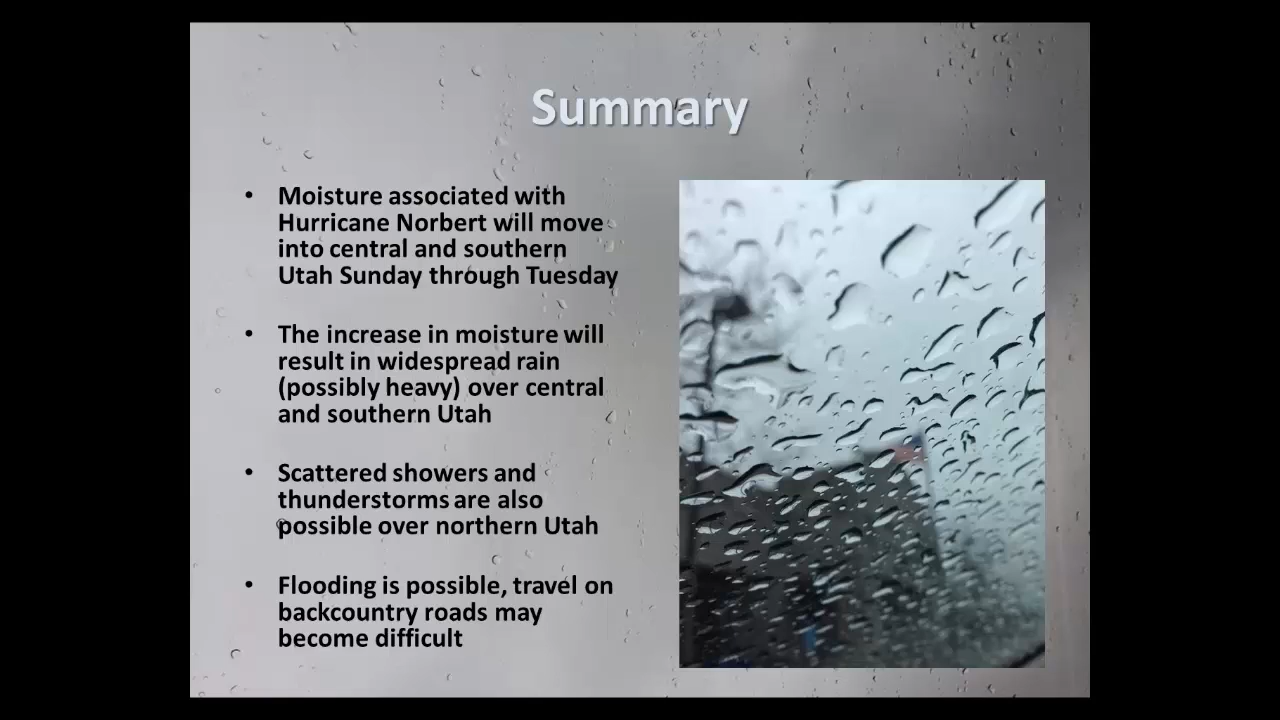 Summary
• Moisture associated with
Hurricane Norbert will move
into central and southern
Utah Sunday through Tuesday
• The increase in moisture will
result in widespread rain
(possibly heavy) over central
and southern Utah
• Scattered showers and
thunderstorms are also
possible over northern Utah
• Flooding is possible, travel on
backcountry roads may
become difficult